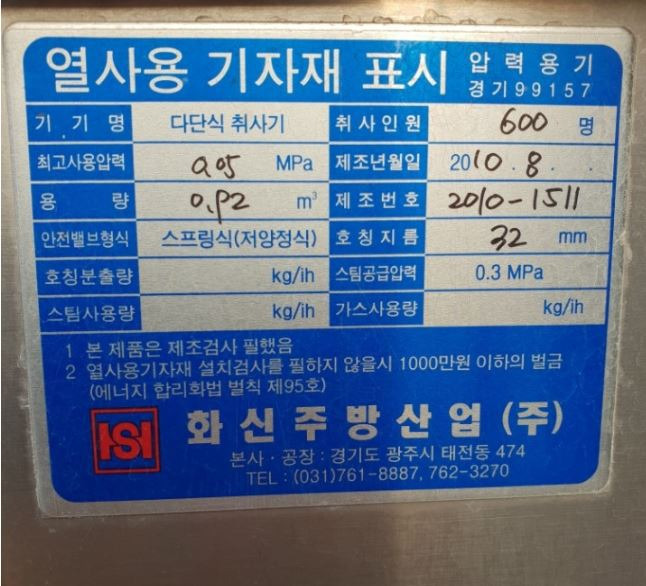 열사용 기자재 표시 압력용기
경기99157
기 기 명 다단식 취사기 취사인원 600 명
최고사용압력 0.05 MPa 제조년월일 2010 . 8 . .
용 량 m³ 제조번호 2010-1511
안전밸브형식 스프링식(저양정식) 호칭지름 32 mm
호칭분출량 kg/ih 스팀공급압력 0.3 MPa
스팀사용량 kg/ih 가스사용량 kg/ih
1 본 제품은 제조검사 필했음
2 열사용기자재 설치검사를 필하지 않을시 1000만원 이하의 벌금
(에너지 합리화법 벌칙 제95호)
HSI 화신주방산업 (주)
본사·공장 : 경기도 광주시 태전동 474
TEL : (031)761-8887, 762-3270